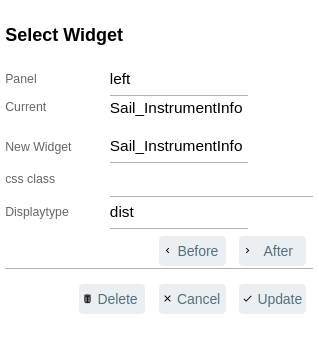 Select Widget
Panel left
Current Sail_InstrumentInfo
New Widget Sail_InstrumentInfo
css class
Displaytype dist
Before After
Delete Cancel Update